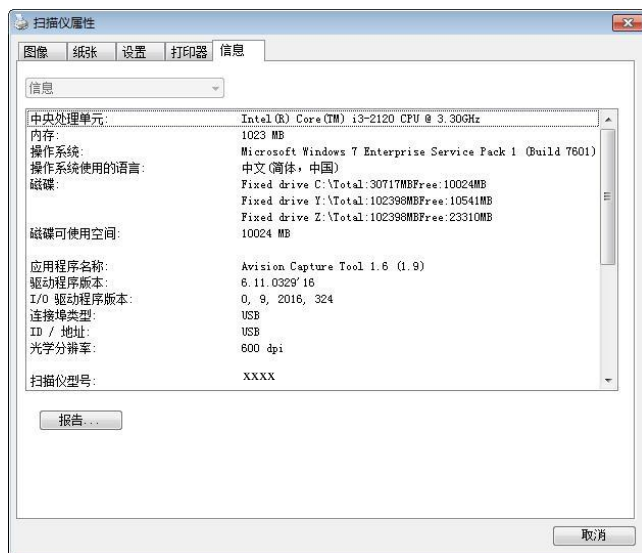 扫描仪属性
图像 纸张 设置 打印器 信息
信息
中央处理单元: Intel(R) Core(TM) i3-2120 CPU @ 3.30GHz
内存: 1023 MB
操作系统: Microsoft Windows 7 Enterprise Service Pack 1 (Build 7601)
操作系统使用的语言: 中文(简体，中国)
磁碟: Fixed drive C:\Total:30717MBFree:10024MB
Fixed drive Y:\Total:102398MBFree:10541MB
Fixed drive Z:\Total:102398MBFree:23310MB
磁碟可使用空间: 10024 MB
应用程序名称: Avision Capture Tool 1.6 (1.9)
驱动程序版本: 6.11.0329'16
I/O 驱动程序版本: 0, 9, 2016, 324
连接埠类型: USB
ID / 地址: USB
光学分辨率: 600 dpi
扫描仪型号: XXXX
报告...
取消